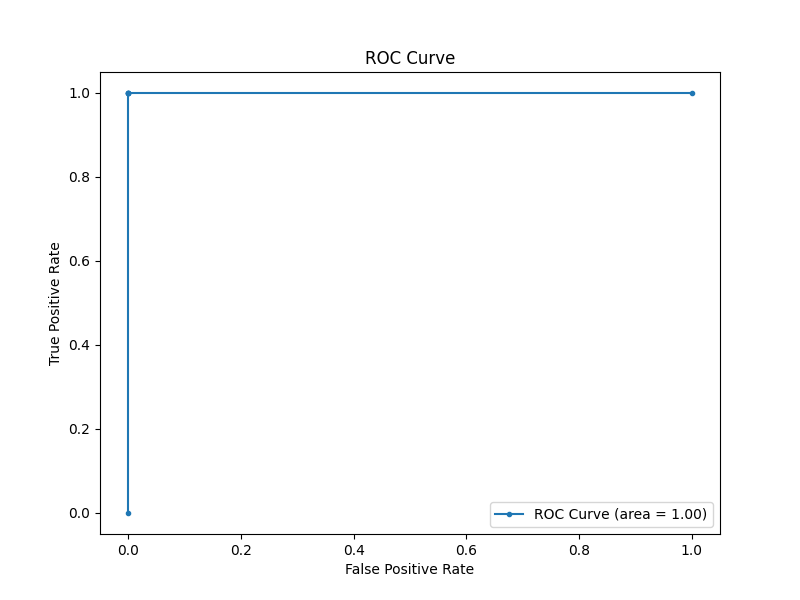 ROC Curve
1.0
0.8
0.6
0.4
0.2
0.0
True Positive Rate
ROC Curve (area = 1.00)
0.0 0.2 0.4 0.6 0.8 1.0
False Positive Rate